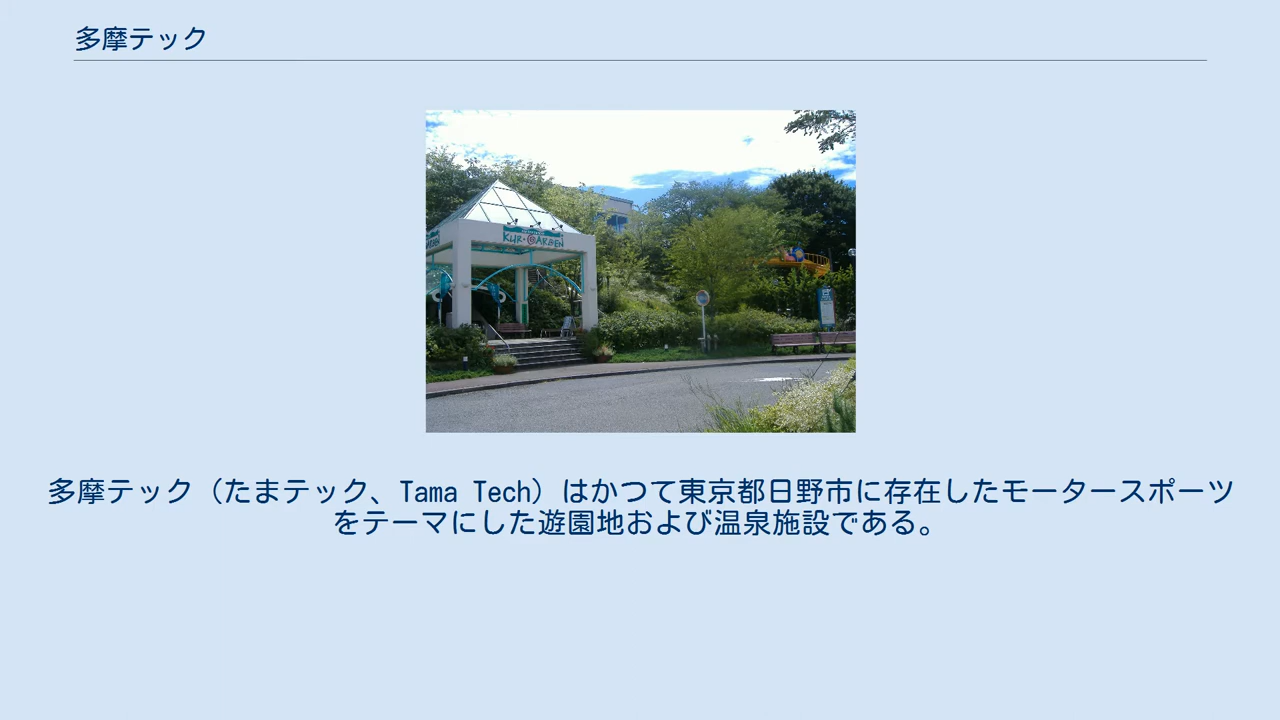 多摩テック
KUR・GARDEN
多摩テック（たまテック、Tama Tech）はかつて東京都日野市に存在したモータースポーツ
をテーマにした遊園地および温泉施設である。